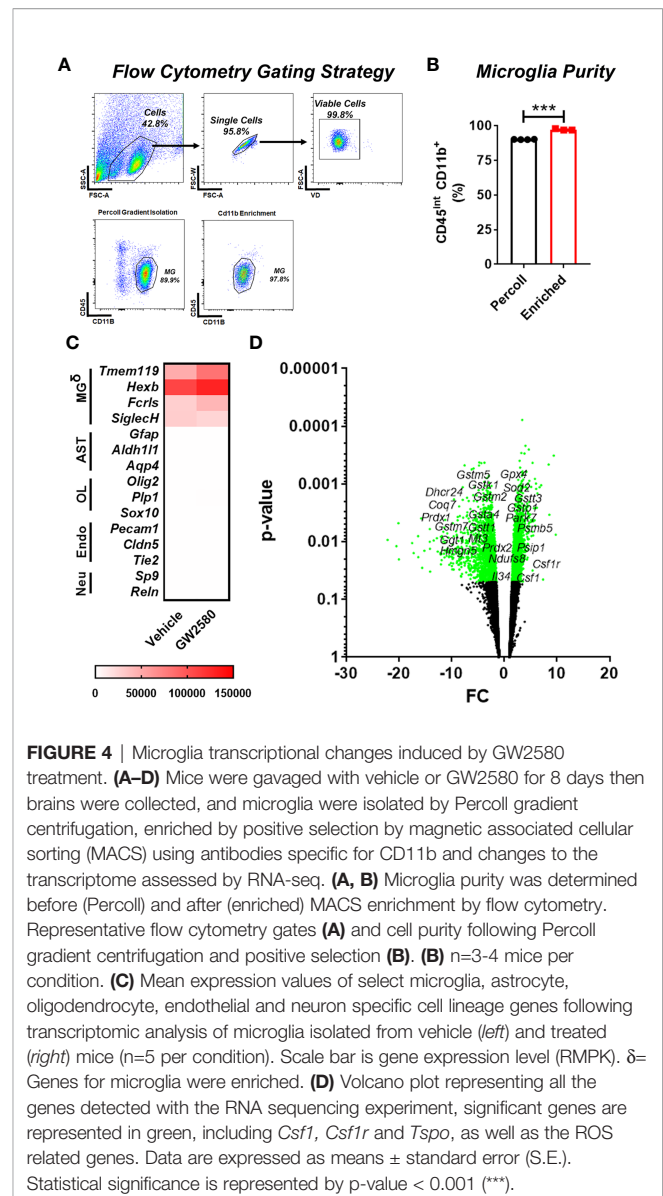 A Flow Cytometry Gating Strategy
Cells
42.8%
Single Cells
95.8%
Viable Cells
99.8%
SSC-A
FSC-A
FSC-W
FSC-A
VD
Percoll Gradient Isolation
Cd11b Enrichment
MG
89.9%
MG
97.8%
CD45
CD11B
CD45
CD11B
B Microglia Purity
***
100
75
50
25
0
CD45Int CD11b+
(%)
Percoll
Enriched
C
MGδ
Tmem119
Hexb
Fcrls
SiglecH
AST
Gfap
Aldh1l1
Aqp4
OL
Olig2
Plp1
Sox10
Endo
Pecam1
Cldn5
Tie2
Neu
Sp9
Reln
Vehicle
GW2580
0 50000 100000 150000
D
0.00001
0.0001
0.001
0.01
0.1
1
p-value
Gstm5 Gpx4
Gstk1 Sod2
Dhcr24 Gstm2 Gstt3
Coq7 Gstp1
Prdx1 Gsta4 Park7
Gstm7 Gstt1 Psmb5
Ggt1 Mt3
Hmgn5 Prdx2 Psip1
Ndufs8 Csf1r
Il34 Csf1
-30 -20 -10 0 10 20
FC
FIGURE 4 | Microglia transcriptional changes induced by GW2580
treatment. (A–D) Mice were gavaged with vehicle or GW2580 for 8 days then
brains were collected, and microglia were isolated by Percoll gradient
centrifugation, enriched by positive selection by magnetic associated cellular
sorting (MACS) using antibodies specific for CD11b and changes to the
transcriptome assessed by RNA-seq. (A, B) Microglia purity was determined
before (Percoll) and after (enriched) MACS enrichment by flow cytometry.
Representative flow cytometry gates (A) and cell purity following Percoll
gradient centrifugation and positive selection (B). (B) n=3-4 mice per
condition. (C) Mean expression values of select microglia, astrocyte,
oligodendrocyte, endothelial and neuron specific cell lineage genes following
transcriptomic analysis of microglia isolated from vehicle (left) and treated
(right) mice (n=5 per condition). Scale bar is gene expression level (RMPK). δ=
Genes for microglia were enriched. (D) Volcano plot representing all the
genes detected with the RNA sequencing experiment, significant genes are
represented in green, including Csf1, Csf1r and Tspo, as well as the ROS
related genes. Data are expressed as means ± standard error (S.E.).
Statistical significance is represented by p-value < 0.001 (***).